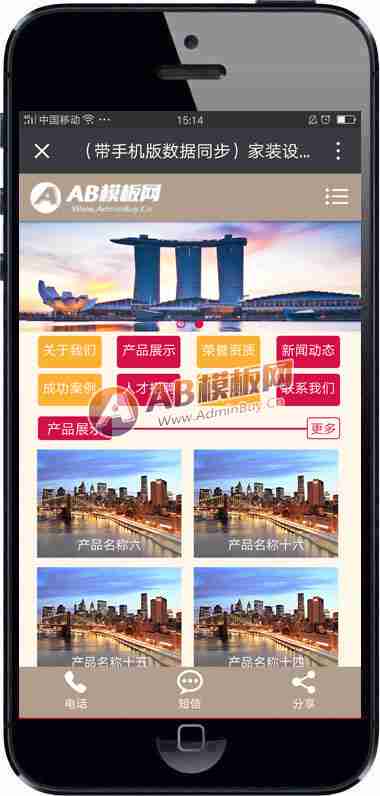 中国移动
15:14
（带手机版数据同步）家装设...
AB模板网
Www.AdminBuy.Cn
关于我们 产品展示 荣誉资质 新闻动态
成功案例 人才招聘 联系我们
AB模板网
Www.AdminBuy.Cn
产品展示 更多
产品名称六 产品名称十六
产品名称十五 产品名称十四
电话 短信 分享